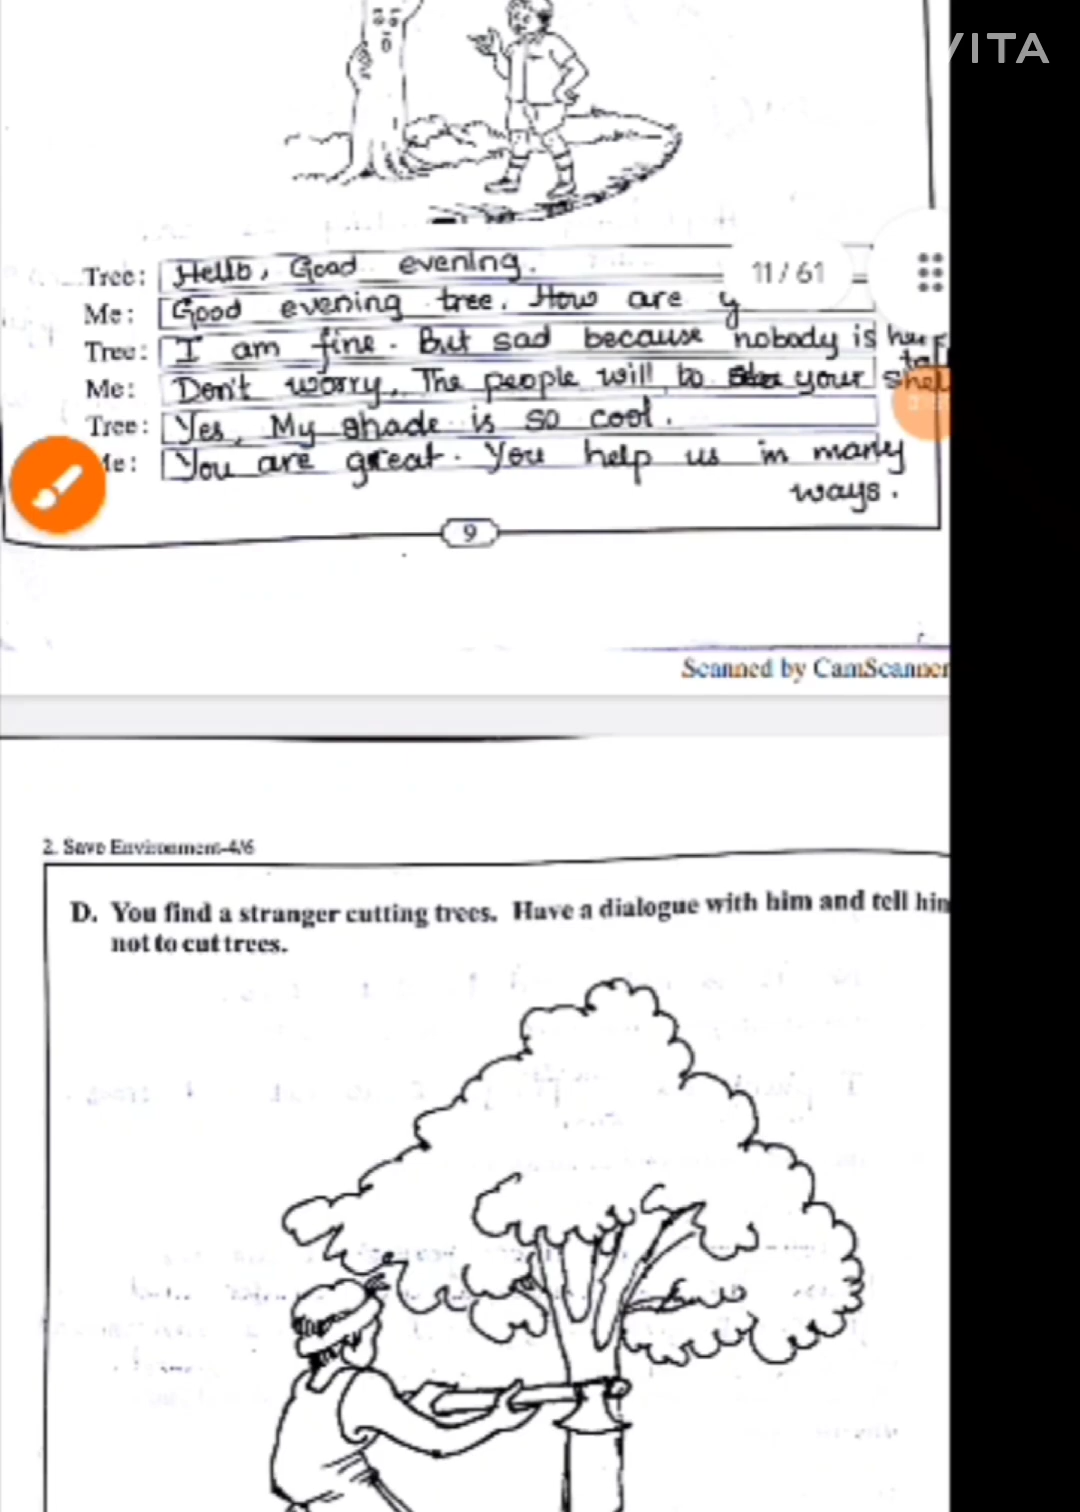 VITA
Tree: Hello, Good evening.
11/61
Me: Good evening tree. How are y
Tree: I am fine. But sad because nobody is
Me: Don't worry, The people will to your
Tree: Yes, My shade is so cool.
Me: You are great. You help us in many
ways.
9
Scanned by CamScanner
2. Save Environment-4/6
D. You find a stranger cutting trees. Have a dialogue with him and tell him
not to cut trees.